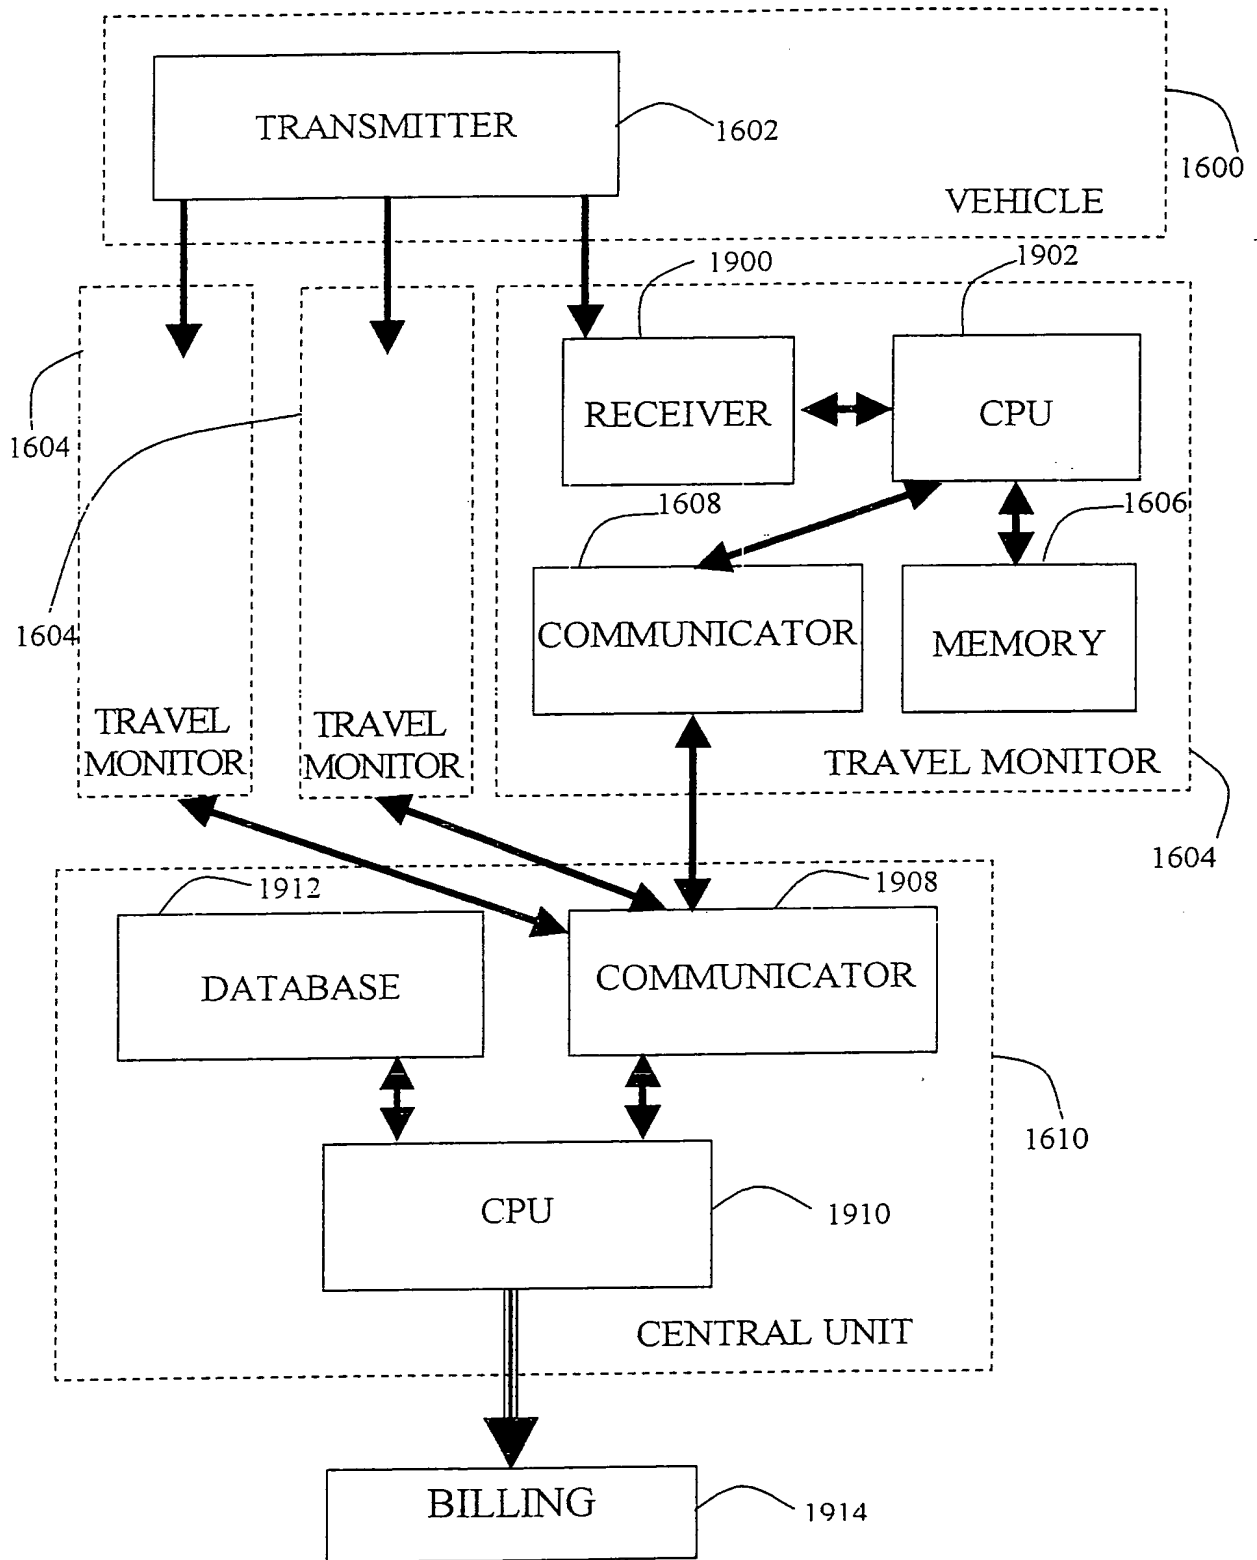 TRANSMITTER
1602
1600
VEHICLE
1900
1902
1604
RECEIVER
CPU
1608
1606
1604
COMMUNICATOR
MEMORY
TRAVEL
MONITOR
TRAVEL
MONITOR
TRAVEL MONITOR
1604
1912
1908
DATABASE
COMMUNICATOR
1610
CPU
1910
CENTRAL UNIT
BILLING
1914